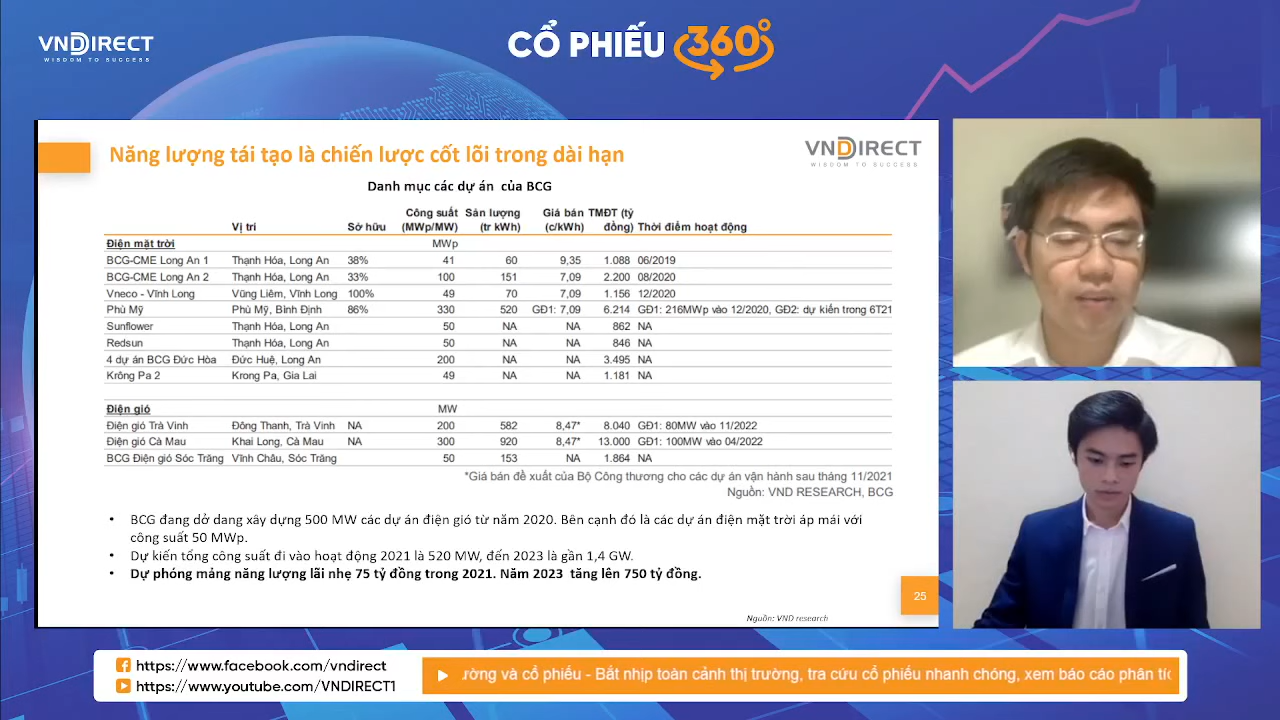 VNDIRECT
WISDOM TO SUCCESS
CỔ PHIẾU 360°
Năng lượng tái tạo là chiến lược cốt lõi trong dài hạn
VNDIRECT
WISDOM TO SUCCESS
Danh mục các dự án của BCG
Vị trí Sở hữu Công suất (MWp/MW) Sản lượng (tr kWh) Giá bán (c/kWh) TMĐT (tỷ đồng) Thời điểm hoạt động
Điện mặt trời MWp
BCG-CME Long An 1 Thạnh Hóa, Long An 38% 41 60 9,35 1.088 06/2019
BCG-CME Long An 2 Thạnh Hóa, Long An 33% 100 151 7,09 2.200 08/2020
Vneco - Vĩnh Long Vũng Liêm, Vĩnh Long 100% 49 70 7,09 1.156 12/2020
Phù Mỹ Phù Mỹ, Bình Định 86% 330 520 GĐ1: 7,09 6.214 GĐ1: 216MWp vào 12/2020, GĐ2: dự kiến trong 6T21
Sunflower Thạnh Hóa, Long An 50 NA NA 862 NA
Redsun Thạnh Hóa, Long An 50 NA NA 846 NA
4 dự án BCG Đức Hòa Đức Huệ, Long An 200 NA NA 3.495 NA
Krông Pa 2 Krong Pa, Gia Lai 49 NA NA 1.181 NA
Điện gió MW
Điện gió Trà Vinh Đông Thanh, Trà Vinh NA 200 582 8,47* 8.040 GĐ1: 80MW vào 11/2022
Điện gió Cà Mau Khai Long, Cà Mau NA 300 920 8,47* 13.000 GĐ1: 100MW vào 04/2022
BCG Điện gió Sóc Trăng Vĩnh Châu, Sóc Trăng 50 153 NA 1.864 NA
*Giá bán đề xuất của Bộ Công thương cho các dự án vận hành sau tháng 11/2021
Nguồn: VND RESEARCH, BCG
• BCG đang dở dang xây dựng 500 MW các dự án điện gió từ năm 2020. Bên cạnh đó là các dự án điện mặt trời áp mái với
công suất 50 MWp.
• Dự kiến tổng công suất đi vào hoạt động 2021 là 520 MW, đến 2023 là gần 1,4 GW.
• Dự phóng mảng năng lượng lãi nhẹ 75 tỷ đồng trong 2021. Năm 2023 tăng lên 750 tỷ đồng.
25
Nguồn: VND research
https://www.facebook.com/vndirect
https://www.youtube.com/VNDIRECT1
ường và cổ phiếu - Bắt nhịp toàn cảnh thị trường, tra cứu cổ phiếu nhanh chóng, xem báo cáo phân tíc